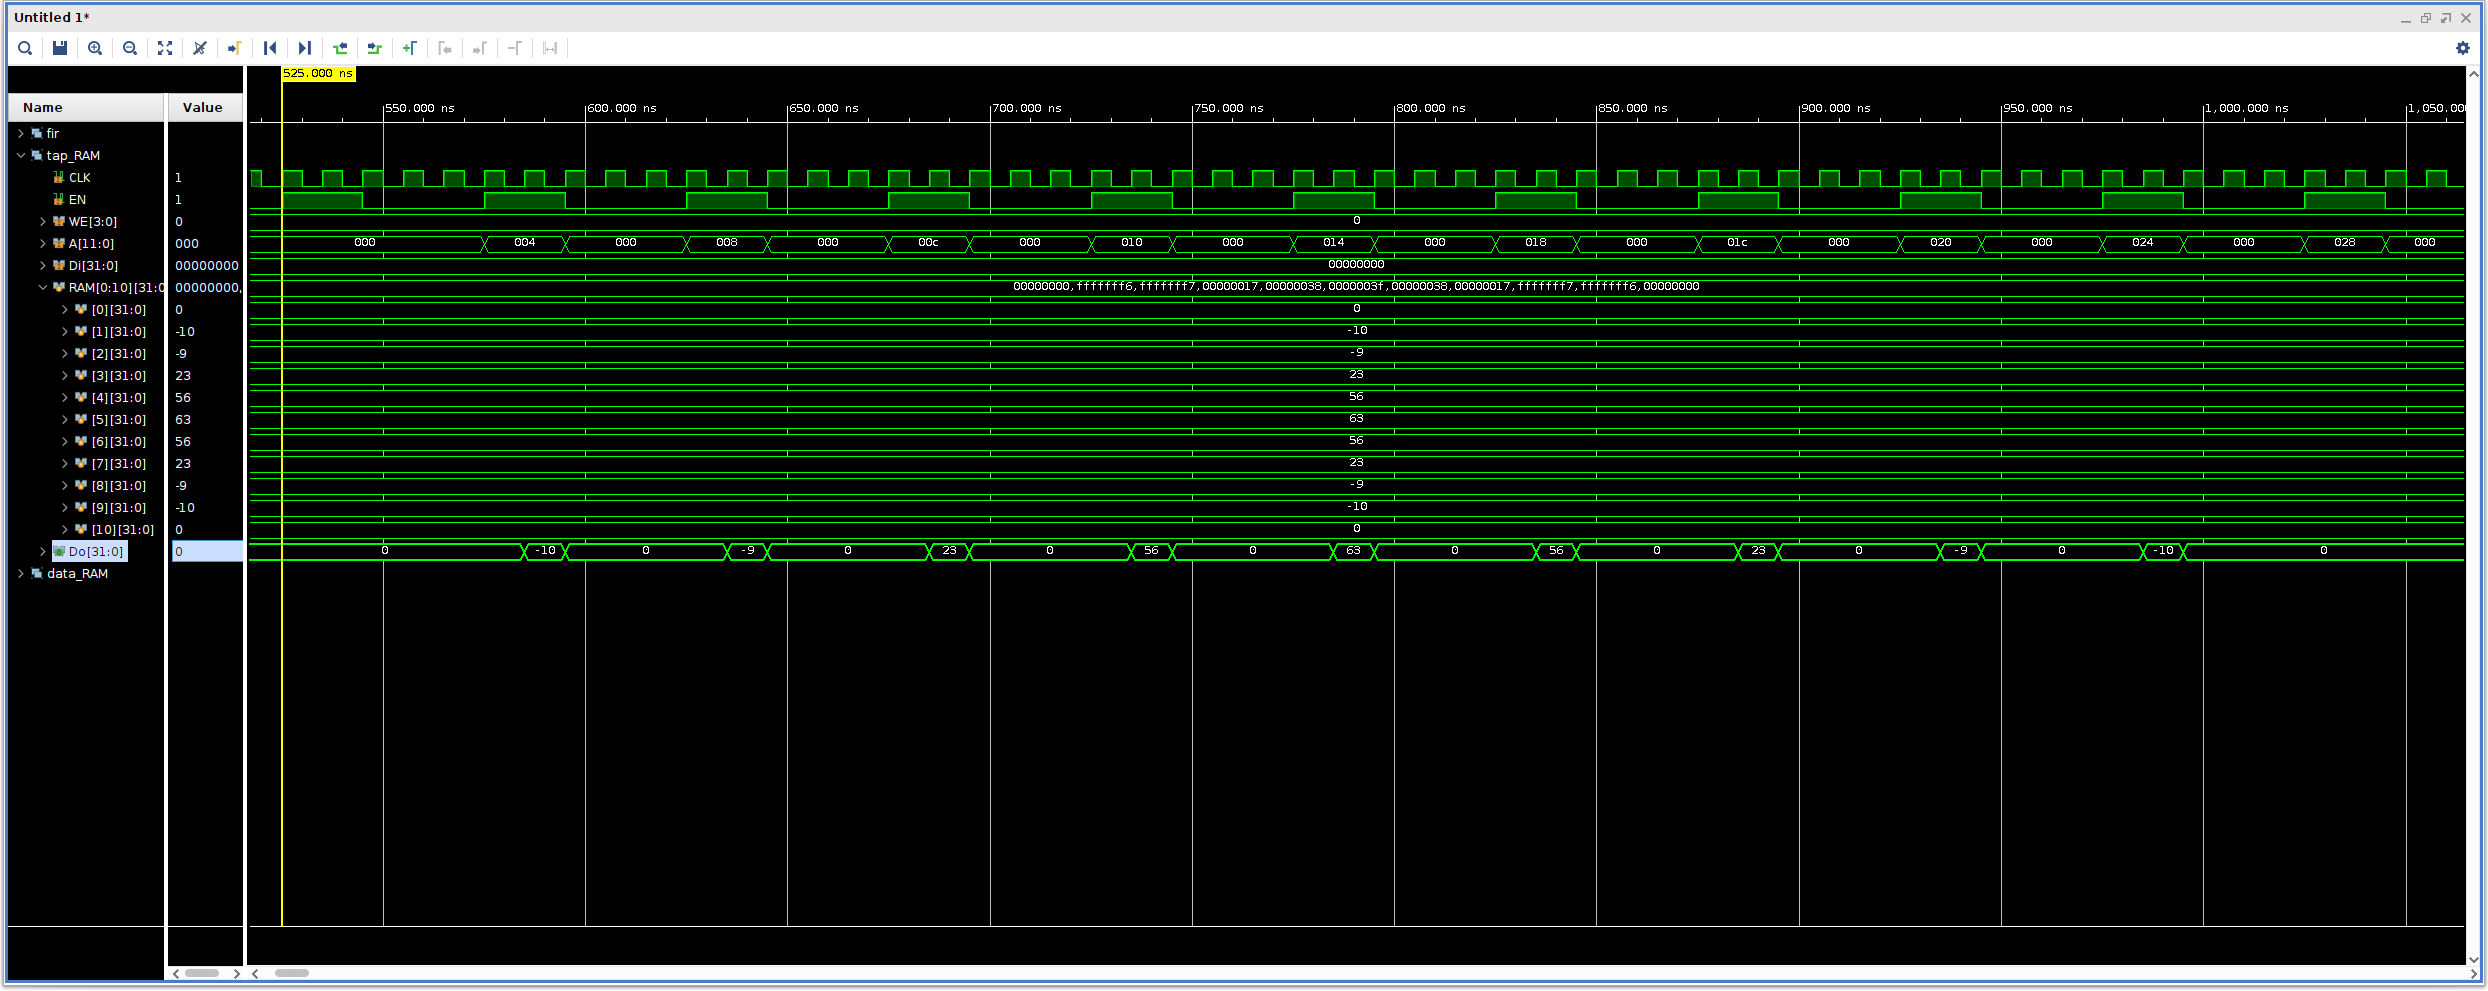 Untitled 1*
525.000 ns
Name Value
550.000 ns 600.000 ns 650.000 ns 700.000 ns 750.000 ns 800.000 ns 850.000 ns 900.000 ns 950.000 ns 1,000.000 ns 1,050.00
fir
tap_RAM
CLK 1
EN 1
WE[3:0] 0 0
A[11:0] 000 000 004 000 008 000 00c 000 010 000 014 000 018 000 01c 000 020 000 024 000 028 000
Di[31:0] 00000000 00000000
RAM[0:10][31:0 00000000, 00000000,fffffff6,fffffff7,00000017,00000038,0000003f,00000038,00000017,fffffff7,fffffff6,00000000
[0][31:0] 0 0
[1][31:0] -10 -10
[2][31:0] -9 -9
[3][31:0] 23 23
[4][31:0] 56 56
[5][31:0] 63 63
[6][31:0] 56 56
[7][31:0] 23 23
[8][31:0] -9 -9
[9][31:0] -10 -10
[10][31:0] 0 0
Do[31:0] 0 0 -10 0 -9 0 23 0 56 0 63 0 56 0 23 0 -9 0 -10 0
data_RAM